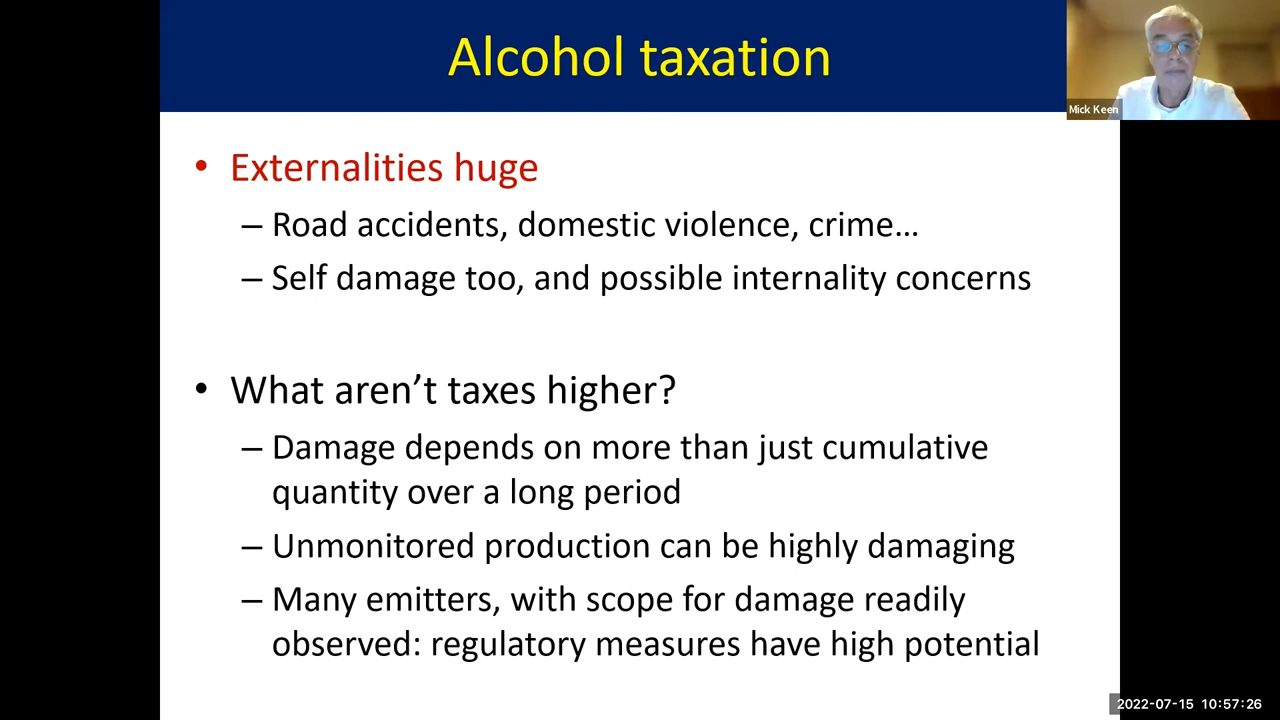 Alcohol taxation
Mick Keen
• Externalities huge
– Road accidents, domestic violence, crime…
– Self damage too, and possible internality concerns
• What aren’t taxes higher?
– Damage depends on more than just cumulative
quantity over a long period
– Unmonitored production can be highly damaging
– Many emitters, with scope for damage readily
observed: regulatory measures have high potential
2022-07-15 10:57:26